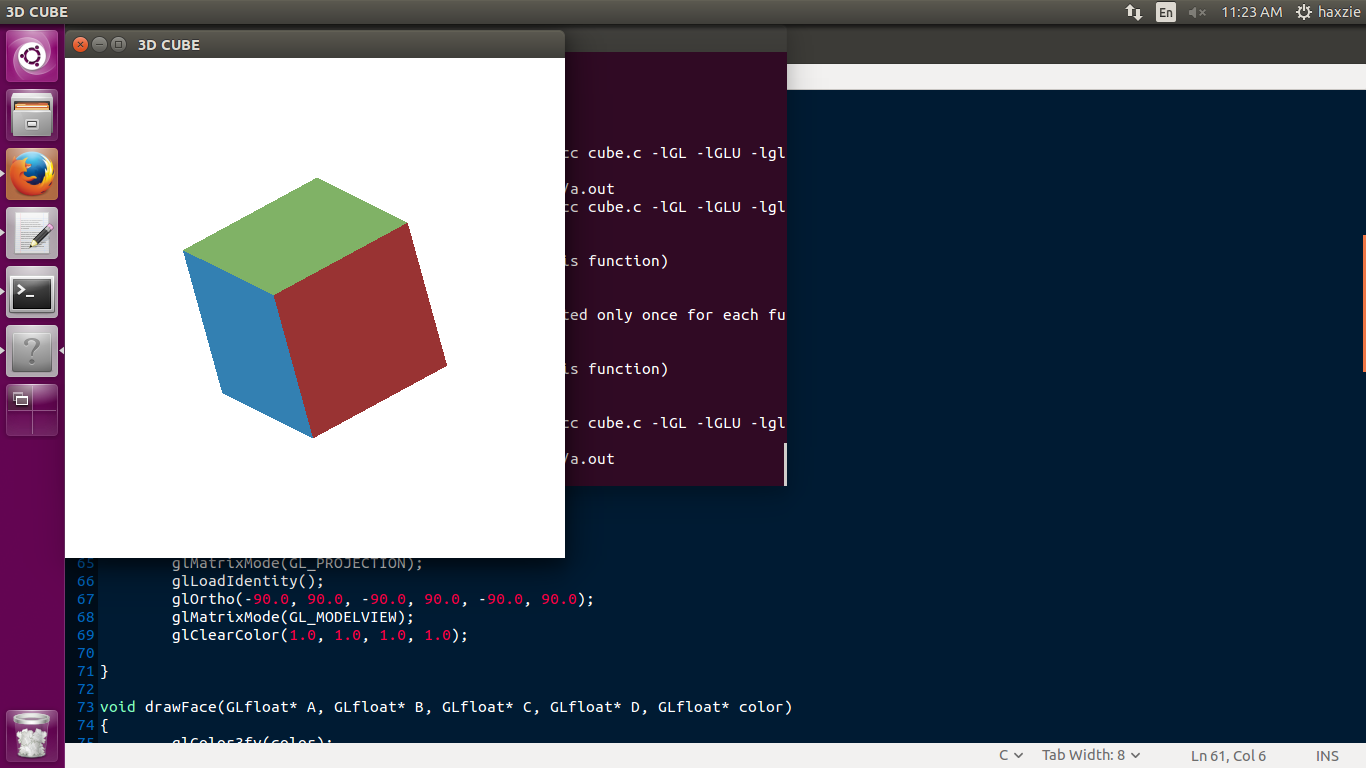 3D CUBE
En
11:23 AM
haxzie
3D CUBE
cc cube.c -lGL -lGLU -lgl
/a.out
cc cube.c -lGL -lGLU -lgl
is function)
ted only once for each fu
is function)
cc cube.c -lGL -lGLU -lgl
/a.out
65 glMatrixMode(GL_PROJECTION);
66 glLoadIdentity();
67 glOrtho(-90.0, 90.0, -90.0, 90.0, -90.0, 90.0);
68 glMatrixMode(GL_MODELVIEW);
69 glClearColor(1.0, 1.0, 1.0, 1.0);
70
71 }
72
73 void drawFace(GLfloat* A, GLfloat* B, GLfloat* C, GLfloat* D, GLfloat* color)
74 {
75 glColor3fv(color);
C Tab Width: 8 Ln 61, Col 6 INS